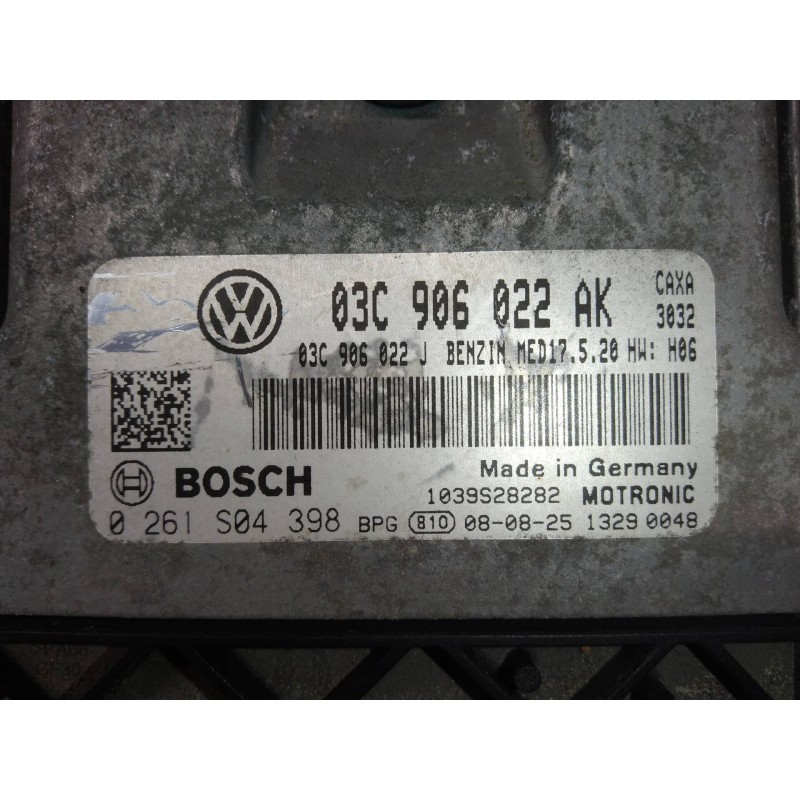 03C 906 022 AK CAXA
3032
03C 906 022 J BENZIN MED17.5.20 HW: H06
BOSCH
Made in Germany
1039S28282 MOTRONIC
0 261 S04 398 BPG 810 08-08-25 1329 0048